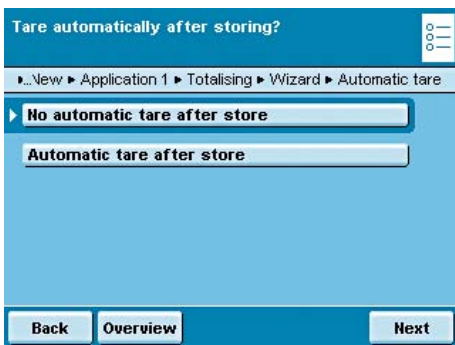 Tare automatically after storing?
▸...New ▸ Application 1 ▸ Totalising ▸ Wizard ▸ Automatic tare
No automatic tare after store
Automatic tare after store
Back Overview Next